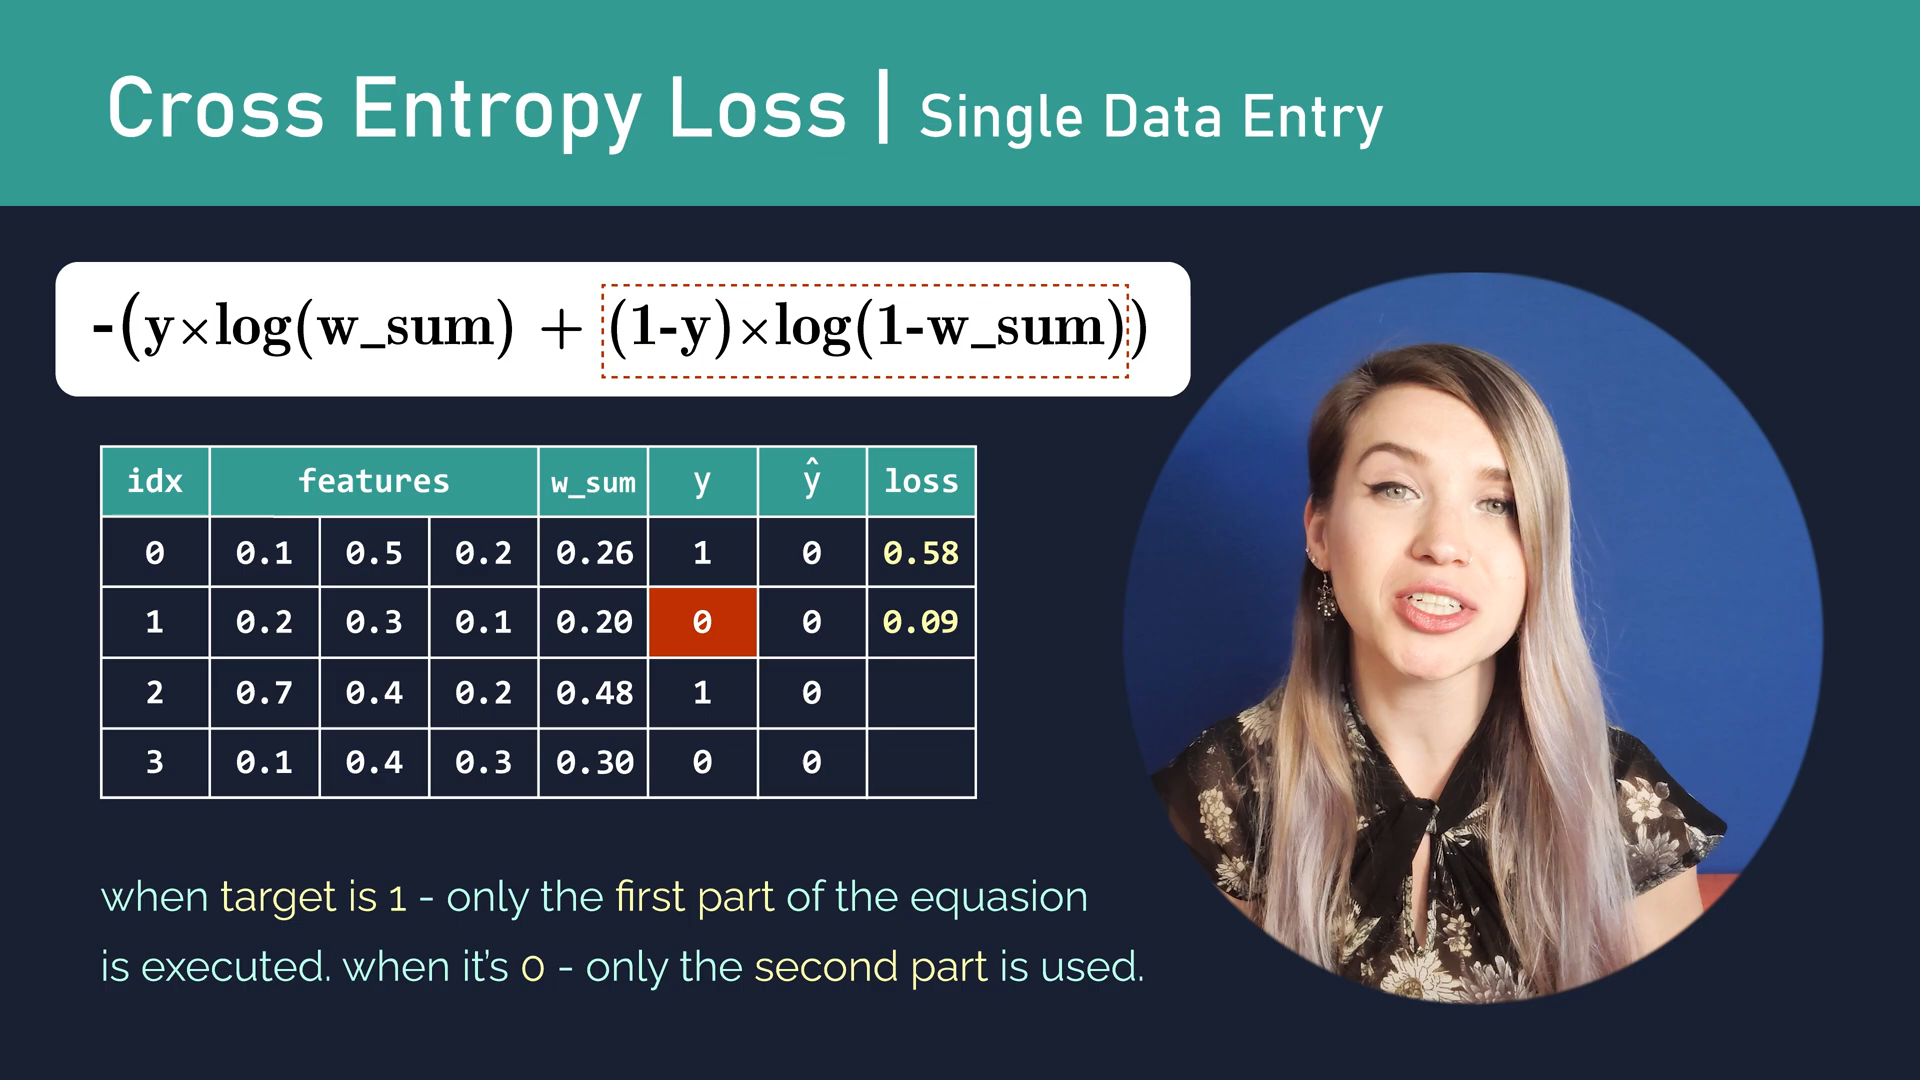 Cross Entropy Loss | Single Data Entry
-(y×log(w_sum) + (1-y)×log(1-w_sum))
idx features w_sum y ŷ loss
0 0.1 0.5 0.2 0.26 1 0 0.58
1 0.2 0.3 0.1 0.20 0 0 0.09
2 0.7 0.4 0.2 0.48 1 0
3 0.1 0.4 0.3 0.30 0 0
when target is 1 - only the first part of the equasion
is executed. when it's 0 - only the second part is used.